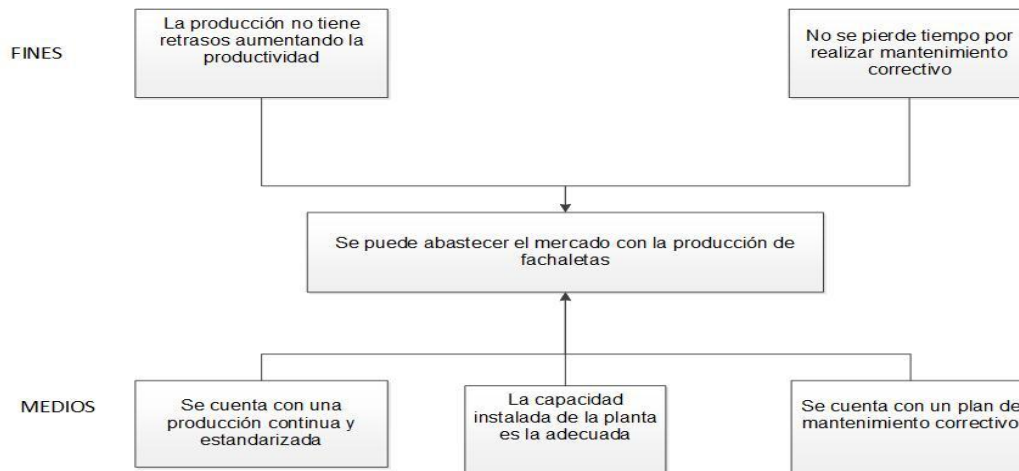 FINES
La producción no tiene
retrasos aumentando la
productividad
No se pierde tiempo por
realizar mantenimiento
correctivo
Se puede abastecer el mercado con la producción de
fachaletas
MEDIOS
Se cuenta con una
producción continua y
estandarizada
La capacidad
instalada de la planta
es la adecuada
Se cuenta con un plan de
mantenimiento correctivo